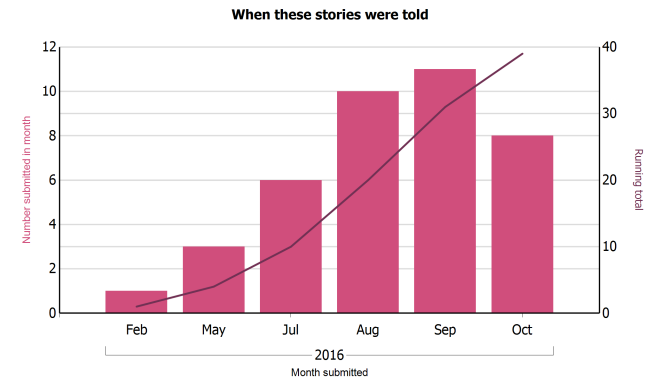 When these stories were told
12
10
8
6
4
2
0
Number submitted in month
40
30
20
10
0
Running total
Feb May Jul Aug Sep Oct
2016
Month submitted